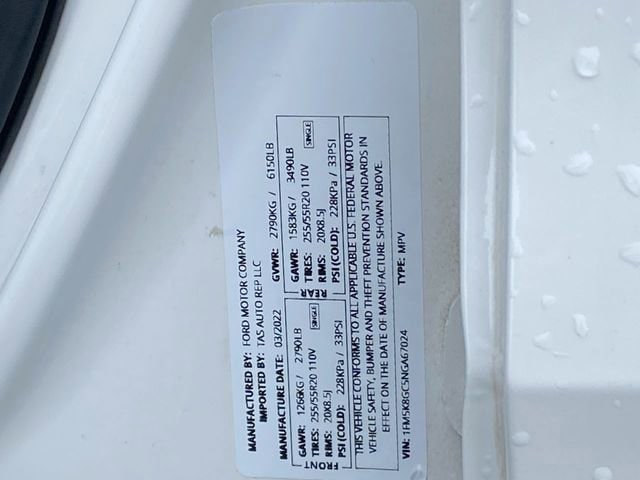 MANUFACTURED BY: FORD MOTOR COMPANY
IMPORTED BY: TAS AUTO REP LLC
MANUFACTURE DATE: 03/2022
GVWR: 2790KG / 6150LB
FRONT
GAWR: 1266KG / 2790LB
TIRES: 255/55R20 110V SINGLE
RIMS: 20X8.5J
PSI (COLD): 228KPa / 33PSI
REAR
GAWR: 1583KG / 3490LB
TIRES: 255/55R20 110V SINGLE
RIMS: 20X8.5J
PSI (COLD): 228KPa / 33PSI
THIS VEHICLE CONFORMS TO ALL APPLICABLE U.S. FEDERAL MOTOR
VEHICLE SAFETY, BUMPER AND THEFT PREVENTION STANDARDS IN
EFFECT ON THE DATE OF MANUFACTURE SHOWN ABOVE.
VIN: 1FM5K8GC5NGA67024 TYPE: MPV